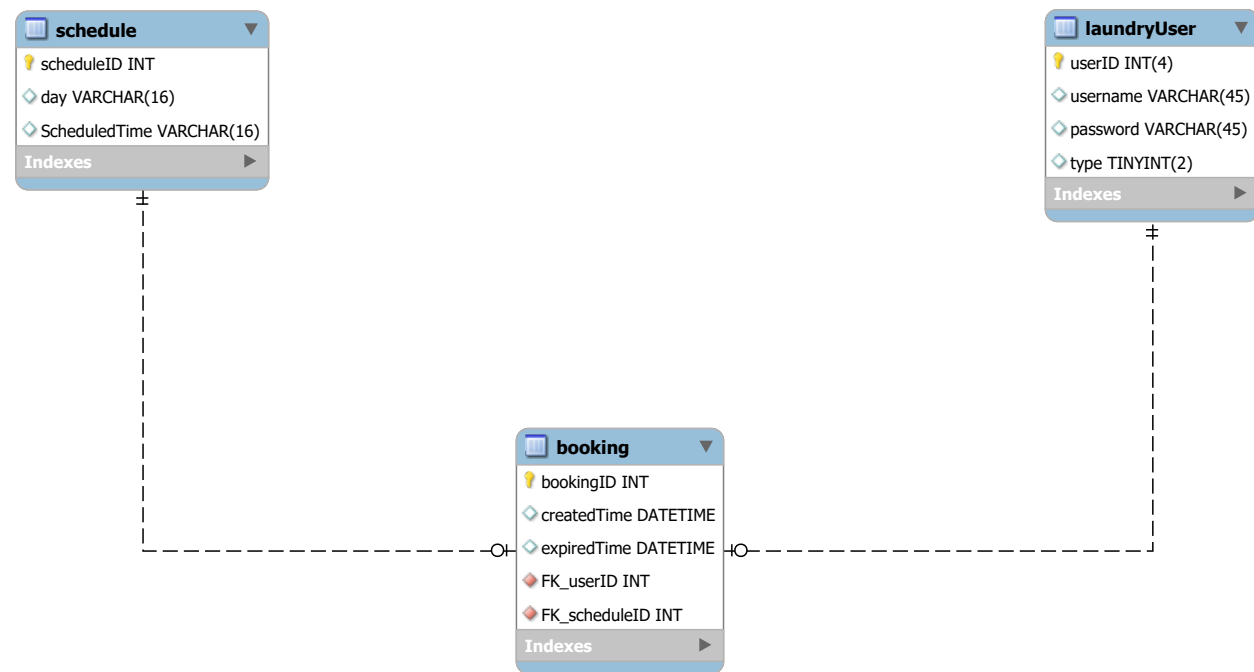 schedule
scheduleID INT
day VARCHAR(16)
ScheduledTime VARCHAR(16)
Indexes
laundryUser
userID INT(4)
username VARCHAR(45)
password VARCHAR(45)
type TINYINT(2)
Indexes
booking
bookingID INT
createdTime DATETIME
expiredTime DATETIME
FK_userID INT
FK_scheduleID INT
Indexes